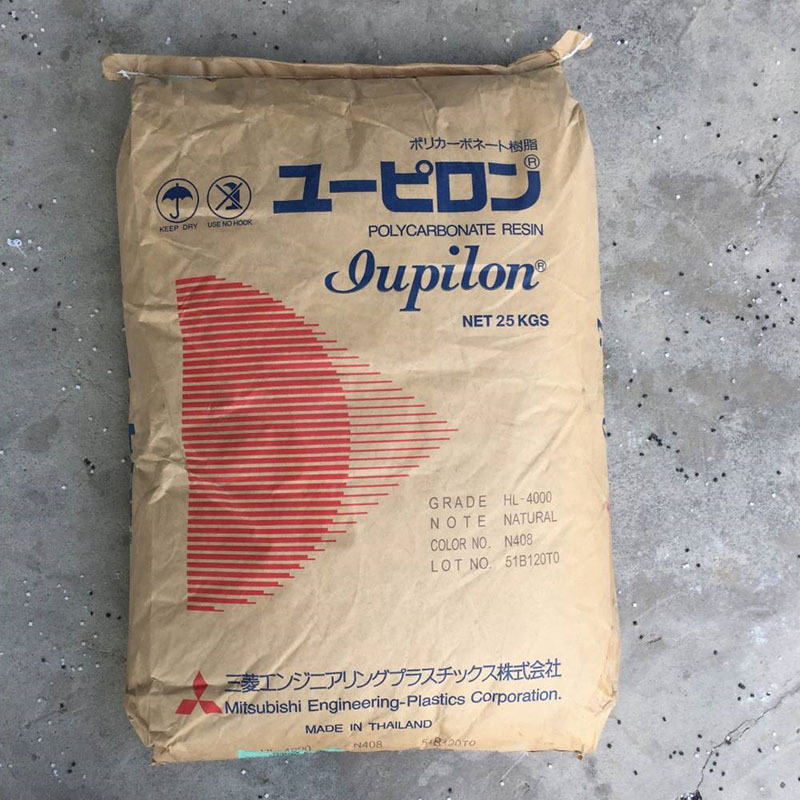 ポリカーボネート樹脂
ユーピロン®
KEEP DRY
USE NO HOOK
POLYCARBONATE RESIN
Iupilon®
NET 25 KGS
GRADE HL-4000
NOTE NATURAL
COLOR NO. N408
LOT NO. 51B120T0
三菱エンジニアリングプラスチックス株式会社
Mitsubishi Engineering-Plastics Corporation.
MADE IN THAILAND
HL-4000 N408 51B120T0